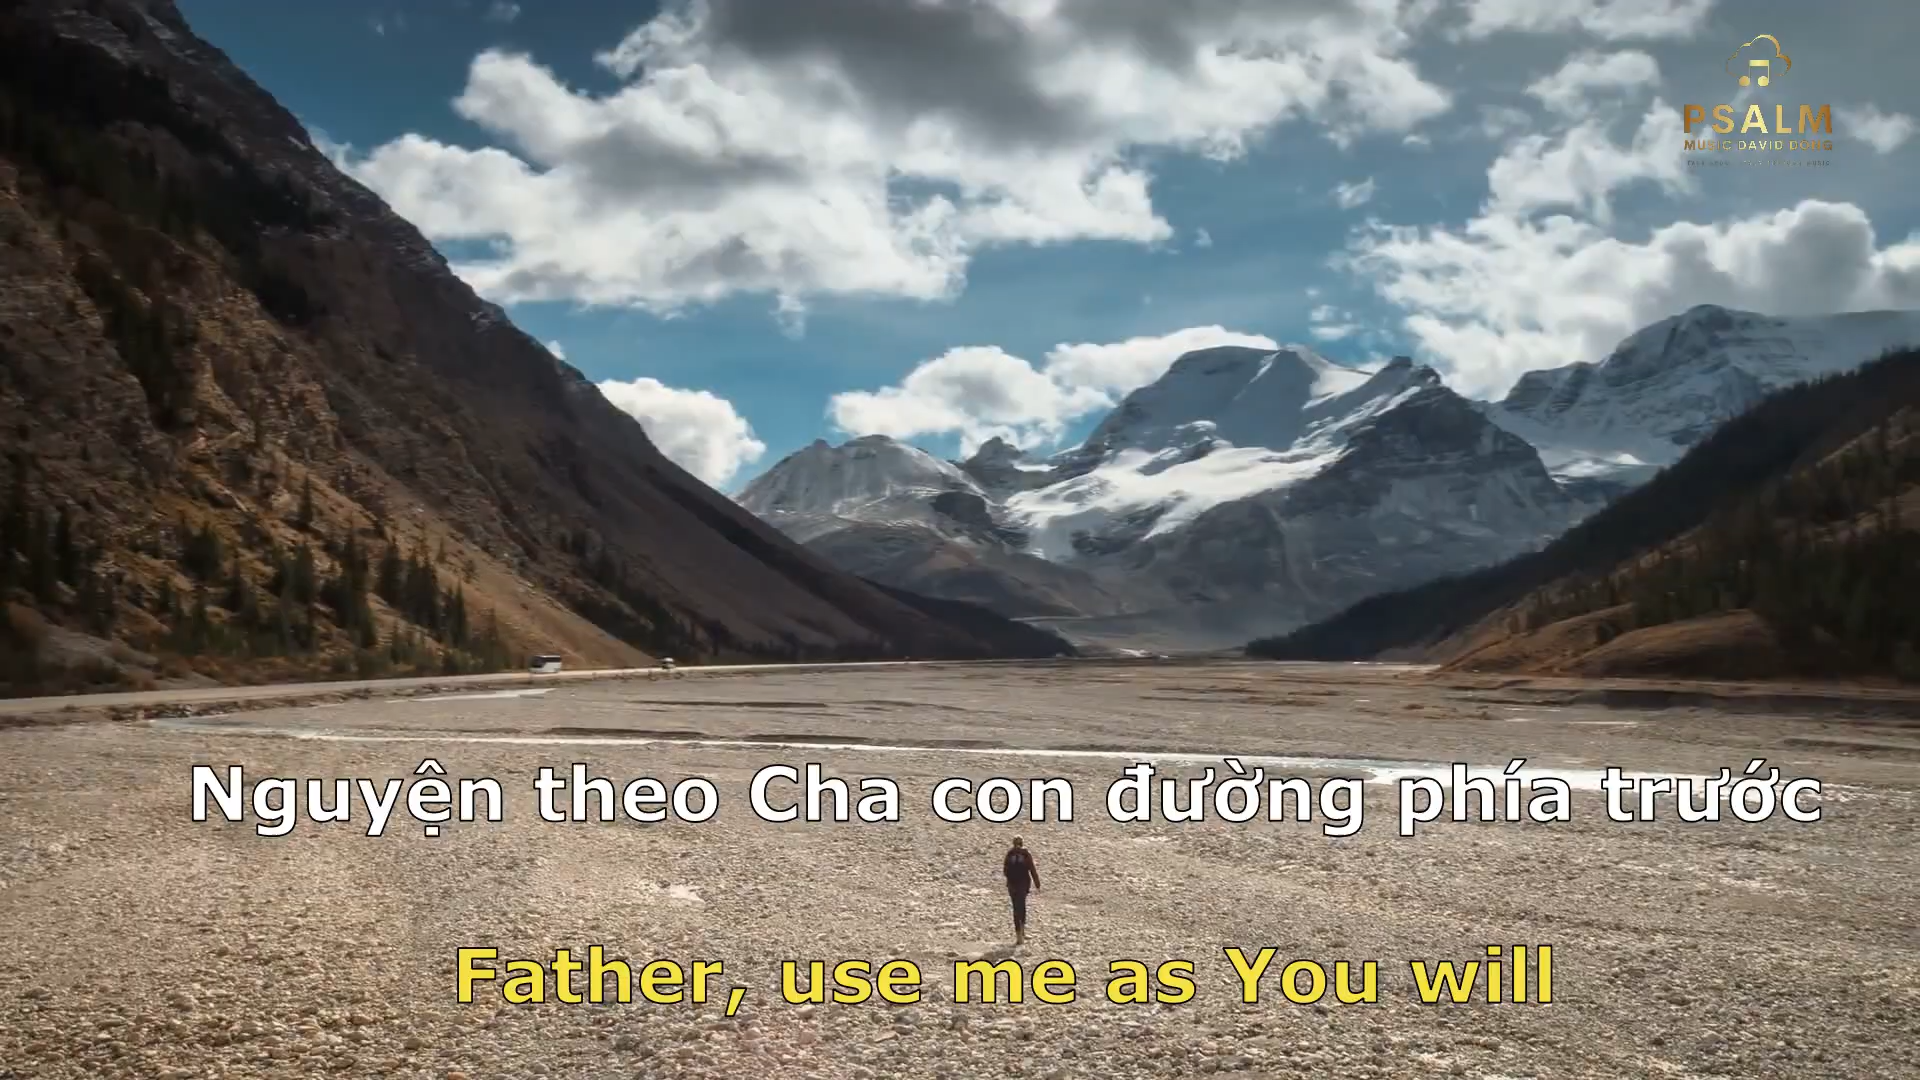 PSALM
MUSIC DAVID DONG
Nguyện theo Cha con đường phía trước
Father, use me as You will